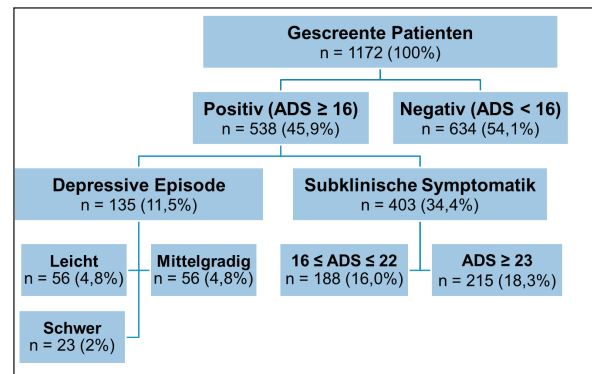 Gescreente Patienten
n = 1172 (100%)
Positiv (ADS ≥ 16)
n = 538 (45,9%)
Negativ (ADS < 16)
n = 634 (54,1%)
Depressive Episode
n = 135 (11,5%)
Subklinische Symptomatik
n = 403 (34,4%)
Leicht
n = 56 (4,8%)
Mittelgradig
n = 56 (4,8%)
16 ≤ ADS ≤ 22
n = 188 (16,0%)
ADS ≥ 23
n = 215 (18,3%)
Schwer
n = 23 (2%)